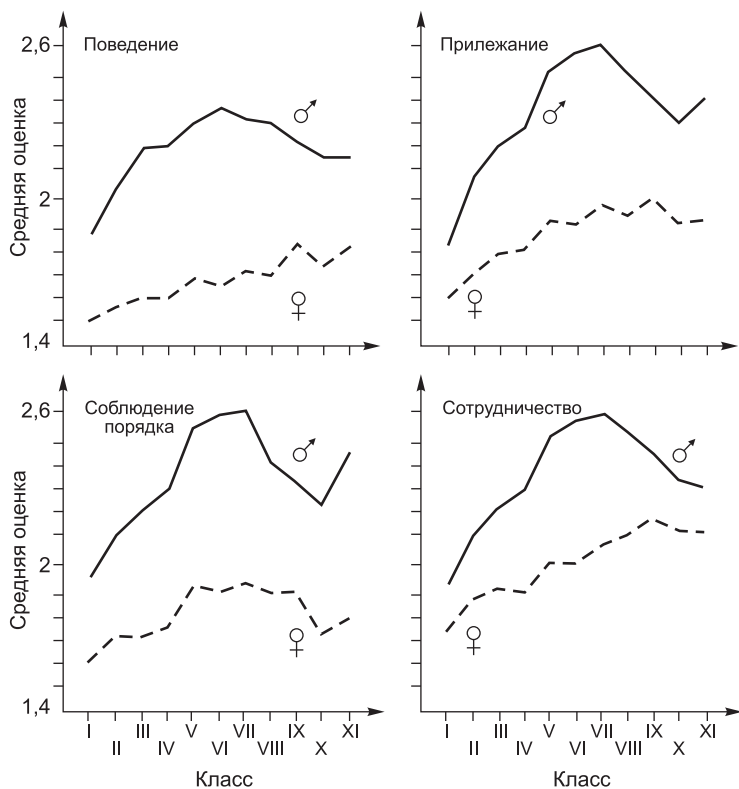 Поведение
2,6
2
1,4
Средняя оценка
♂
♀
Прилежание
♂
♀
Соблюдение
порядка
2,6
2
1,4
Средняя оценка
♂
♀
I II III IV V VI VII VIII IX X XI
Класс
Сотрудничество
♂
♀
I II III IV V VI VII VIII IX X XI
Класс